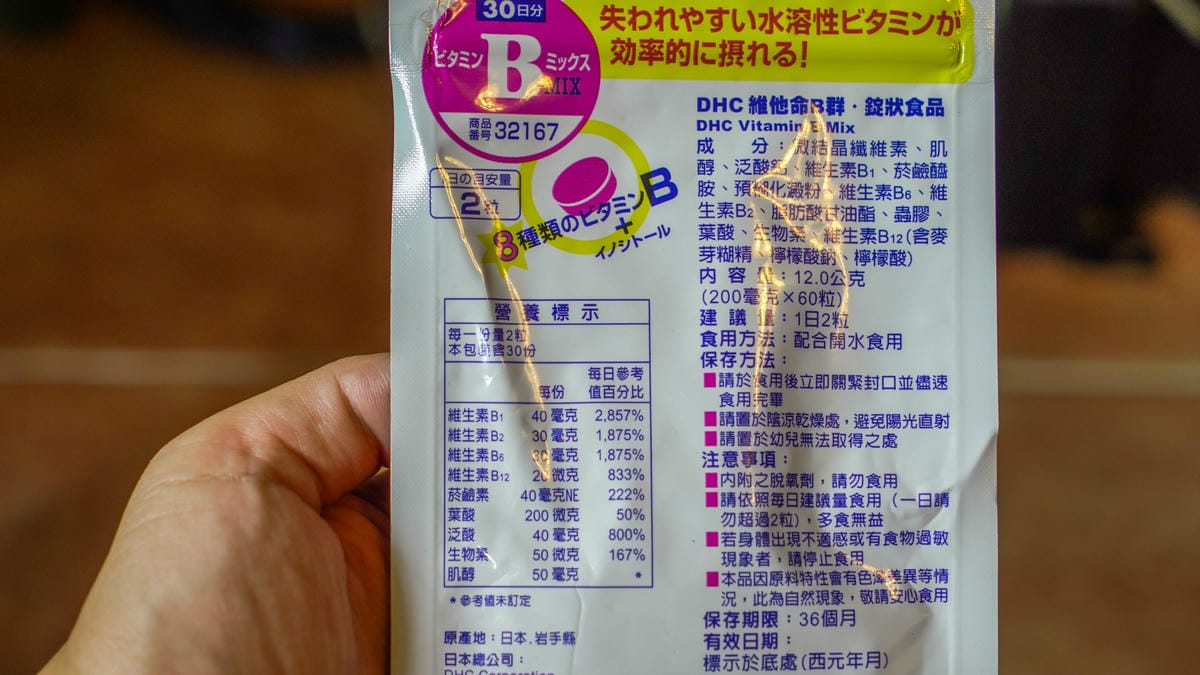 30日分
ビタミン B ミックス
MIX
商品番号 32167
失われやすい水溶性ビタミンが
効率的に摂れる!
1日の目安量
2粒
8種類のビタミンB
+
イノシトール
營養標示
每一份量2粒
本包裝含30份
每份 每日參考值百分比
維生素B1 40毫克 2,857%
維生素B2 30毫克 1,875%
維生素B6 30毫克 1,875%
維生素B12 20微克 833%
菸鹼素 40毫克NE 222%
葉酸 200微克 50%
泛酸 40毫克 800%
生物素 50微克 167%
肌醇 50毫克 *
*參考值未訂定
原產地：日本.岩手縣
日本總公司：
DHC Corporation
DHC 維他命B群・錠狀食品
DHC Vitamin B Mix
成分：微結晶纖維素、肌
醇、泛酸鈣、維生素B1、菸鹼醯
胺、預糊化澱粉、維生素B6、維
生素B2、脂肪酸甘油酯、蟲膠、
葉酸、生物素、維生素B12(含麥
芽糊精、檸檬酸鈉、檸檬酸)
內容量：12.0公克
(200毫克×60粒)
建議量：1日2粒
食用方法：配合開水食用
保存方法：
■請於食用後立即關緊封口並儘速
食用完畢
■請置於陰涼乾燥處，避免陽光直射
■請置於幼兒無法取得之處
注意事項：
■內附之脫氧劑，請勿食用
■請依照每日建議量食用（一日請
勿超過2粒)，多食無益
■若身體出現不適感或有食物過敏
現象者，請停止食用
■本品因原料特性會有色澤差異等情
況，此為自然現象，敬請安心食用
保存期限：36個月
有效日期：
標示於底處(西元年月)